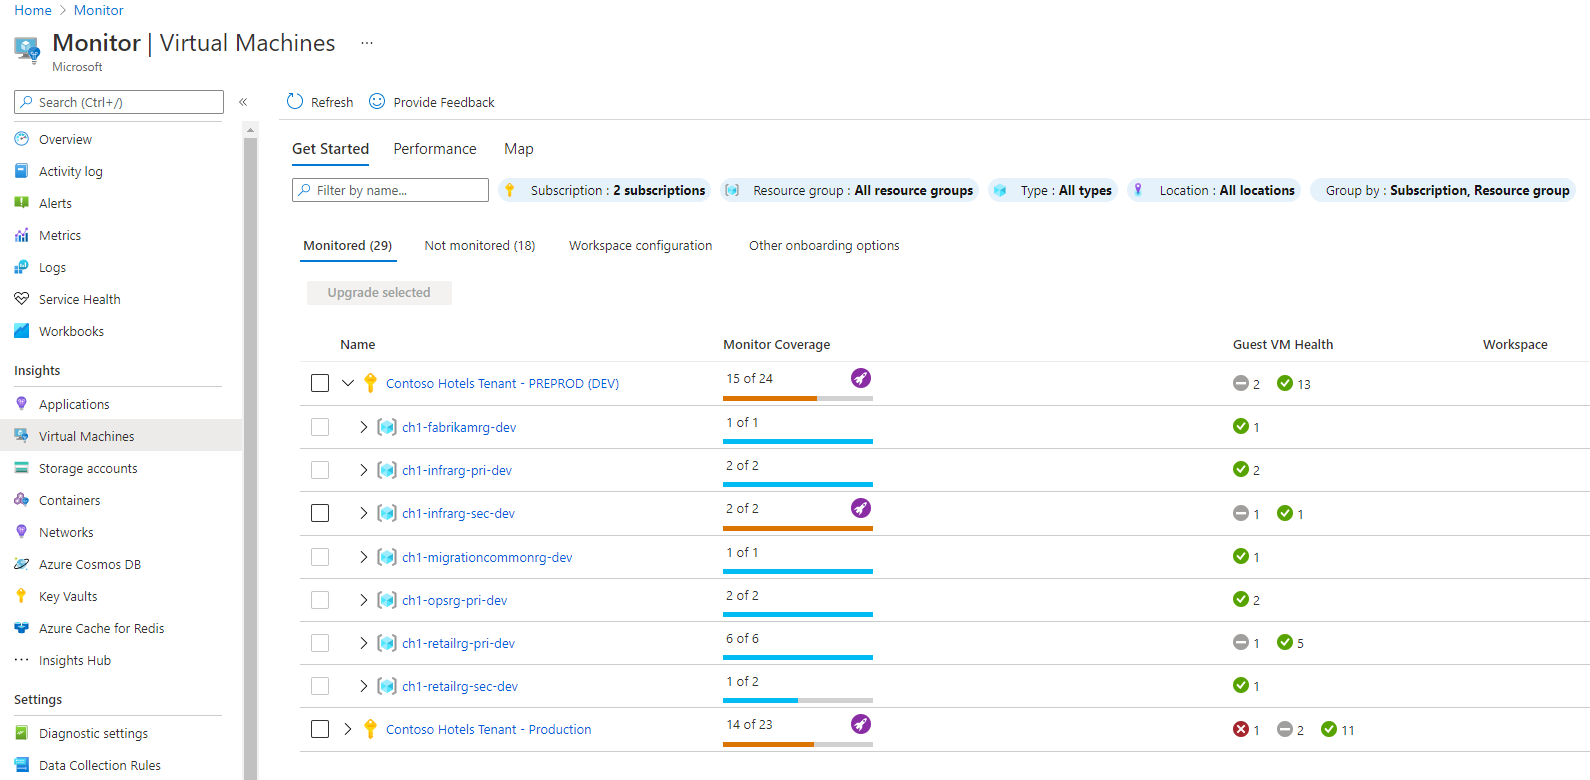 Home > Monitor
Monitor | Virtual Machines ...
Microsoft
Search (Ctrl+/) «
Overview
Activity log
Alerts
Metrics
Logs
Service Health
Workbooks
Insights
Applications
Virtual Machines
Storage accounts
Containers
Networks
Azure Cosmos DB
Key Vaults
Azure Cache for Redis
Insights Hub
Settings
Diagnostic settings
Data Collection Rules
Refresh Provide Feedback
Get Started Performance Map
Filter by name... Subscription : 2 subscriptions Resource group : All resource groups Type : All types Location : All locations Group by : Subscription, Resource group
Monitored (29) Not monitored (18) Workspace configuration Other onboarding options
Upgrade selected
Name Monitor Coverage Guest VM Health Workspace
Contoso Hotels Tenant - PREPROD (DEV) 15 of 24 2 13
ch1-fabrikamrg-dev 1 of 1 1
ch1-infrarg-pri-dev 2 of 2 2
ch1-infrarg-sec-dev 2 of 2 1 1
ch1-migrationcommonrg-dev 1 of 1 1
ch1-opsrg-pri-dev 2 of 2 2
ch1-retailrg-pri-dev 6 of 6 1 5
ch1-retailrg-sec-dev 1 of 2 1
Contoso Hotels Tenant - Production 14 of 23 1 2 11